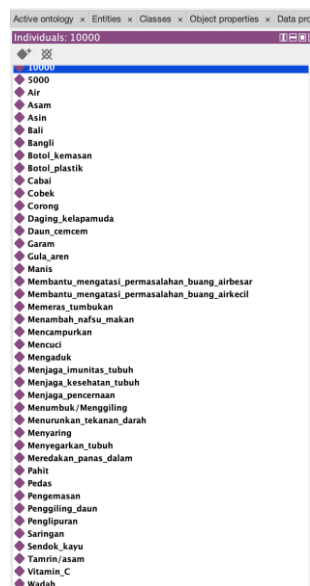 Active ontology × Entities × Classes × Object properties × Data pro
Individuals: 10000
10000
5000
Air
Asam
Asin
Bali
Bangli
Botol_kemasan
Botol_plastik
Cabai
Cobek
Corong
Daging_kelapamuda
Daun_cemcem
Garam
Gula_aren
Manis
Membantu_mengatasi_permasalahan_buang_airbesar
Membantu_mengatasi_permasalahan_buang_airkecil
Memeras_tumbukan
Menambah_nafsu_makan
Mencampurkan
Mencuci
Mengaduk
Menjaga_imunitas_tubuh
Menjaga_kesehatan_tubuh
Menjaga_pencernaan
Menumbuk/Menggiling
Menurunkan_tekanan_darah
Menyaring
Menyegarkan_tubuh
Meredakan_panas_dalam
Pahit
Pedas
Pengemasan
Penggiling_daun
Penglipuran
Saringan
Sendok_kayu
Tamrin/asam
Vitamin_C
Wadah